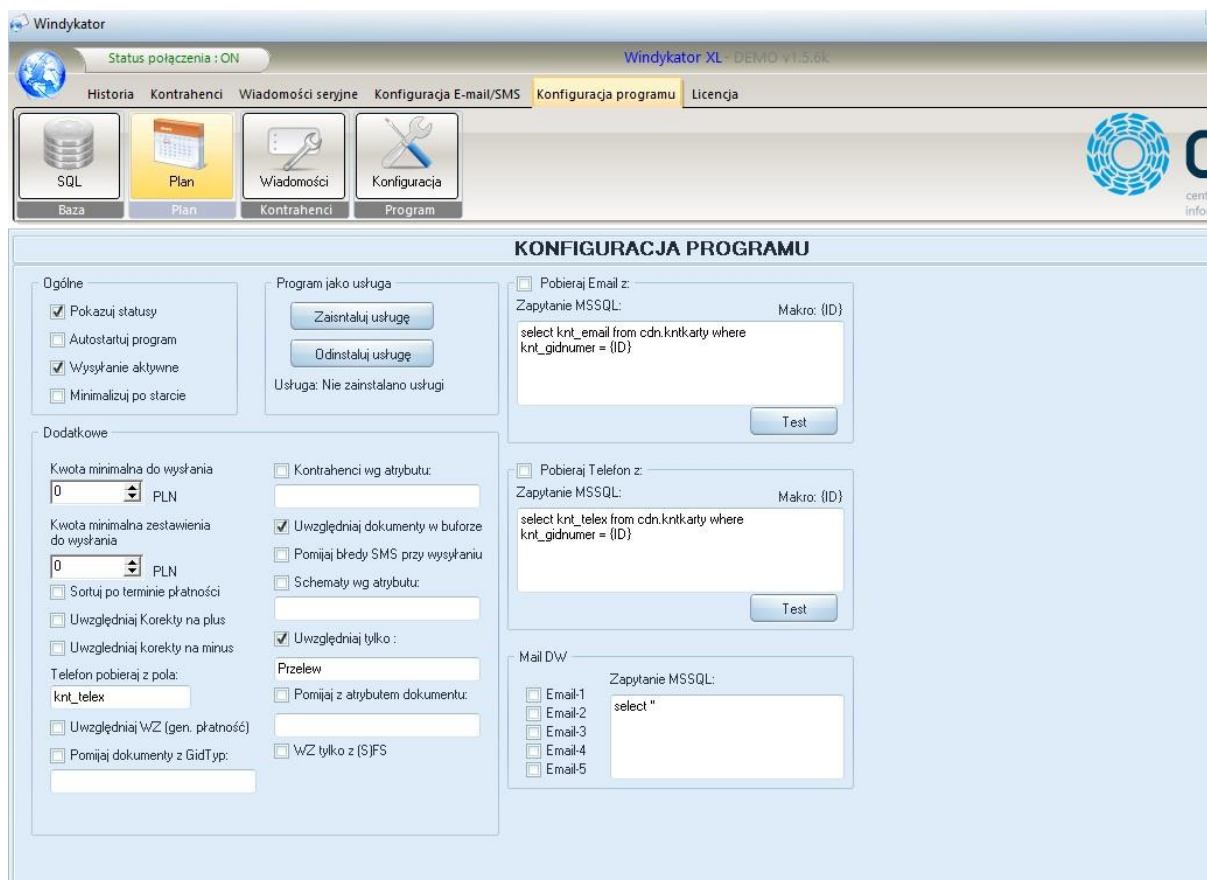 Windykator
Status połączenia : ON
Windykator XL - DEMO v1.5.6k
Historia Kontrahenci Wiadomości seryjne Konfiguracja E-mail/SMS Konfiguracja programu Licencja
SQL Plan Wiadomości Konfiguracja
Baza Plan Kontrahenci Program
KONFIGURACJA PROGRAMU
Ogólne
Pokazuj statusy
Autostartuj program
Wysyłanie aktywne
Minimalizuj po starcie
Program jako usługa
Zaisntaluj usługę
Odinstaluj usługę
Usługa: Nie zainstalano usługi
Dodatkowe
Kwota minimalna do wysłania
0 PLN
Kwota minimalna zestawienia
do wysłania
0 PLN
Sortuj po terminie płatności
Uwzględniaj Korekty na plus
Uwzgledniaj korekty na minus
Telefon pobieraj z pola:
knt_telex
Uwzględniaj WZ (gen. płatność)
Pomijaj dokumenty z GidTyp:
Kontrahenci wg atrybutu:
Uwzględniaj dokumenty w buforze
Pomijaj błedy SMS przy wysyłaniu
Schematy wg atrybutu:
Uwzględniaj tylko :
Przelew
Pomijaj z atrybutem dokumentu:
WZ tylko z (S)FS
Pobieraj Email z:
Zapytanie MSSQL: Makro: {ID}
select knt_email from cdn.kntkarty where
knt_gidnumer = {ID}
Test
Pobieraj Telefon z:
Zapytanie MSSQL: Makro: {ID}
select knt_telex from cdn.kntkarty where
knt_gidnumer = {ID}
Test
Mail DW
Zapytanie MSSQL:
Email-1
Email-2
Email-3
Email-4
Email-5
select ''